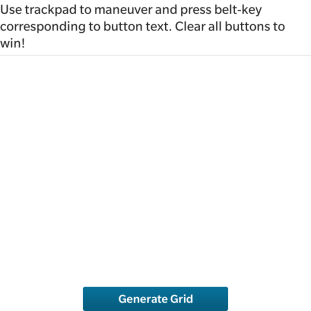 Use trackpad to maneuver and press belt-key
corresponding to button text. Clear all buttons to
win!
Generate Grid